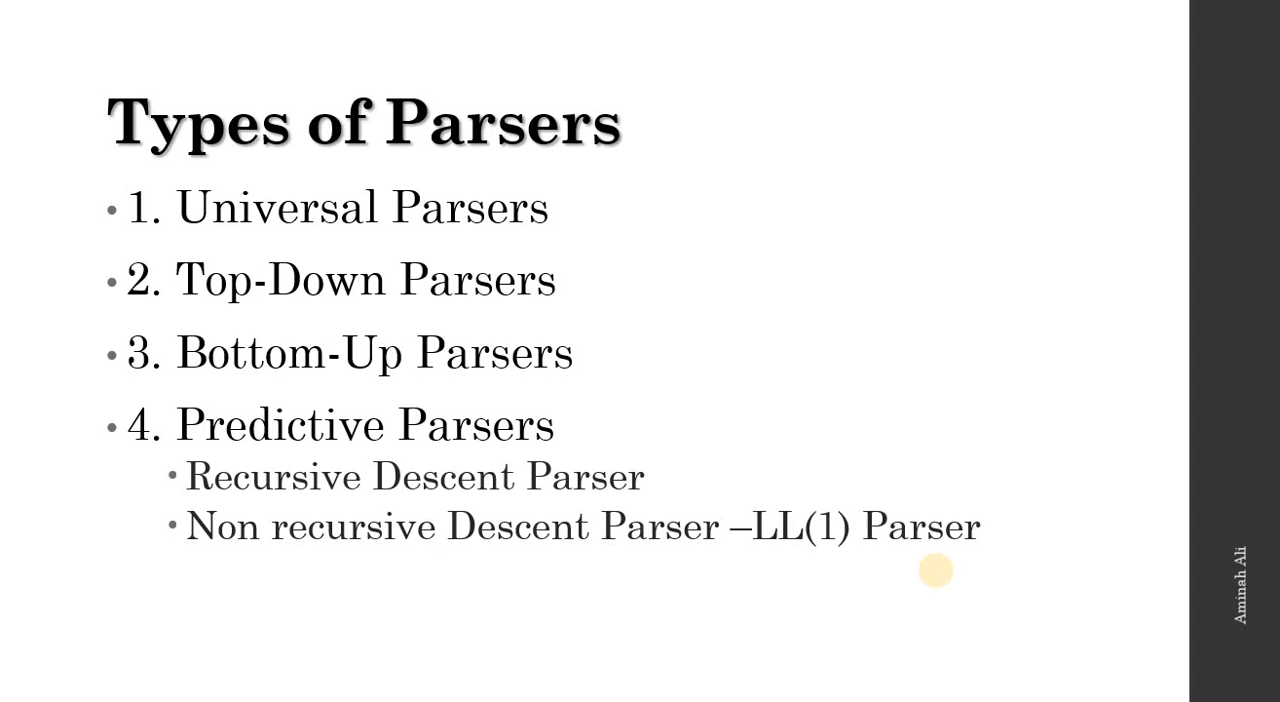 Types of Parsers
• 1. Universal Parsers
• 2. Top-Down Parsers
• 3. Bottom-Up Parsers
• 4. Predictive Parsers
• Recursive Descent Parser
• Non recursive Descent Parser –LL(1) Parser
Aminah Ali